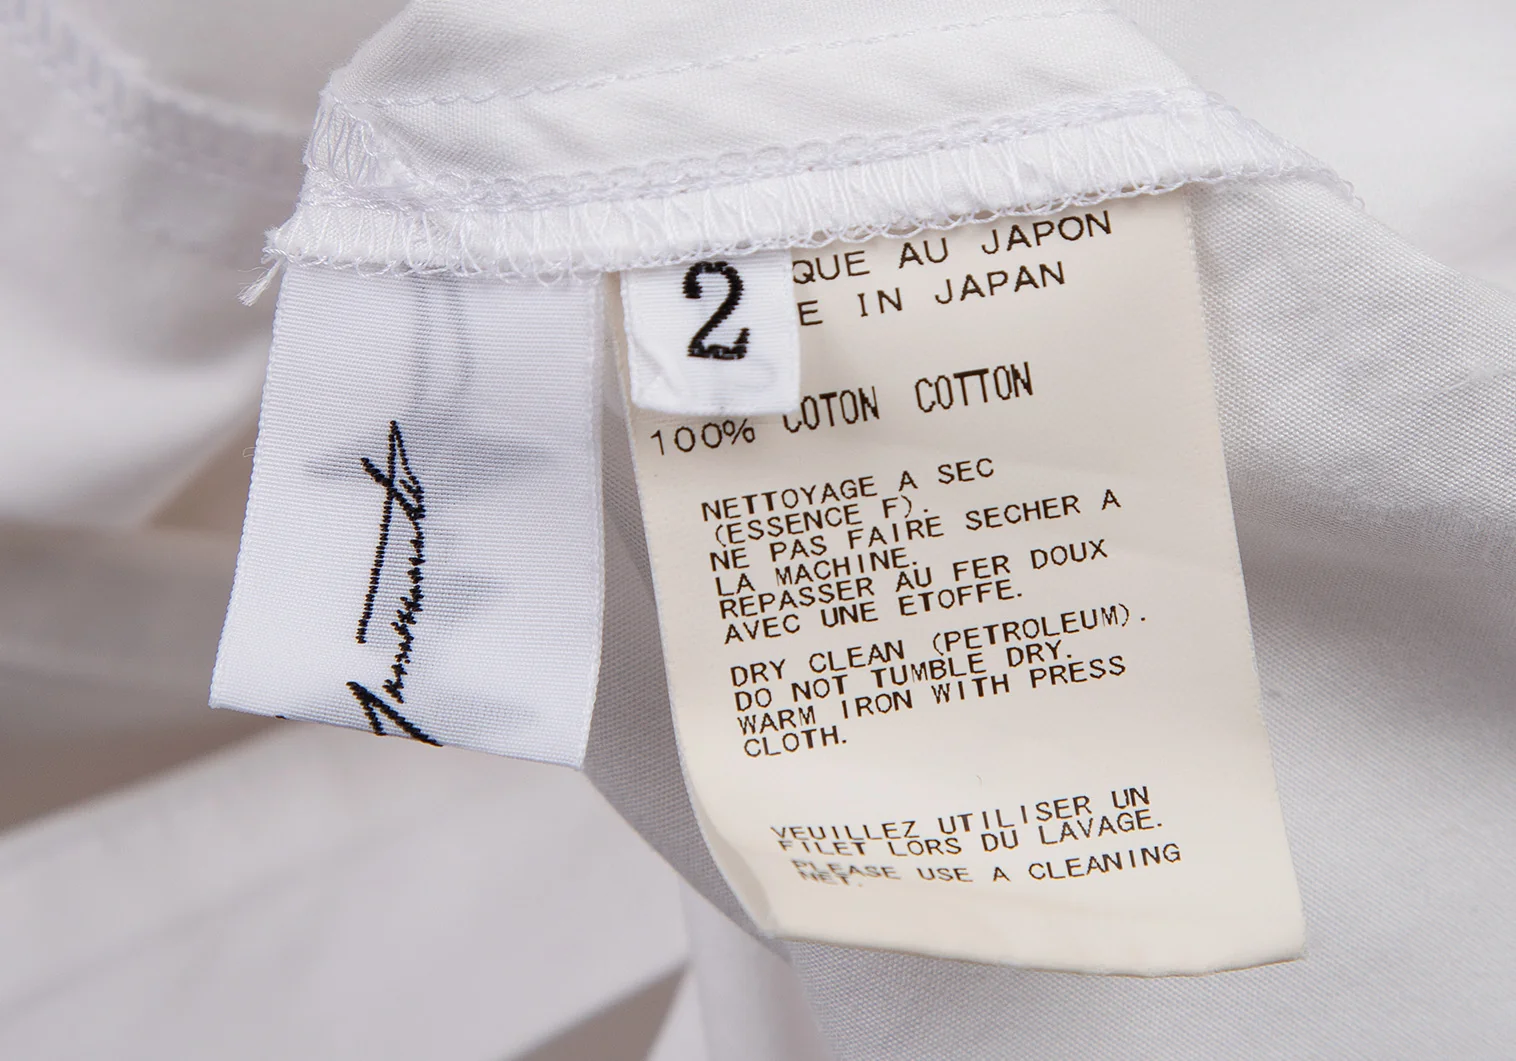 2
QUE AU JAPON
E IN JAPAN
100% COTON COTTON
NETTOYAGE A SEC
(ESSENCE F).
NE PAS FAIRE SECHER A
LA MACHINE.
REPASSER AU FER DOUX
AVEC UNE ETOFFE.
DRY CLEAN (PETROLEUM).
DO NOT TUMBLE DRY.
WARM IRON WITH PRESS
CLOTH.
VEUILLEZ UTILISER UN
FILET LORS DU LAVAGE.
PLEASE USE A CLEANING
NET.